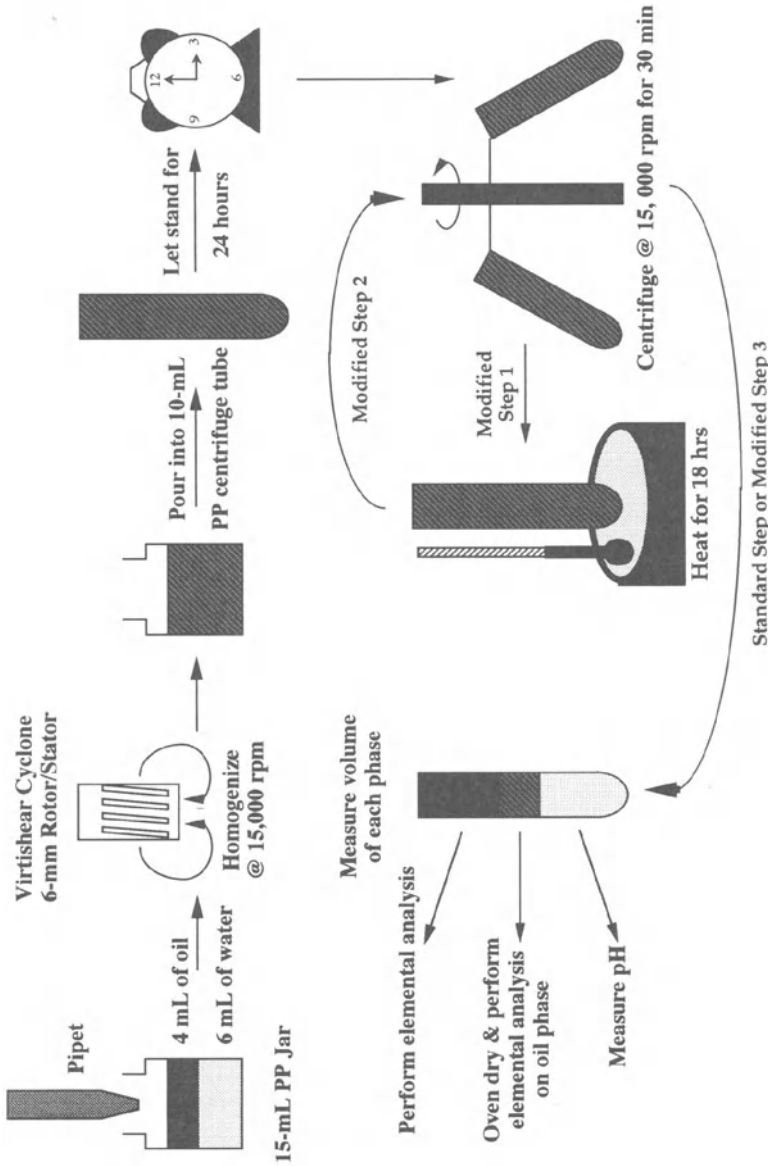 Pipet
4 mL of oil
6 mL of water
15-mL PP Jar
Virtishear Cyclone
6-mm Rotor/Stator
Homogenize
@ 15,000 rpm
Pour into 10-mL
PP centrifuge tube
Let stand for
24 hours
12
3
6
9
Centrifuge @ 15, 000 rpm for 30 min
Modified
Step 1
Heat for 18 hrs
Modified Step 2
Standard Step or Modified Step 3
Measure volume
of each phase
Perform elemental analysis
Oven dry & perform
elemental analysis
on oil phase
Measure pH